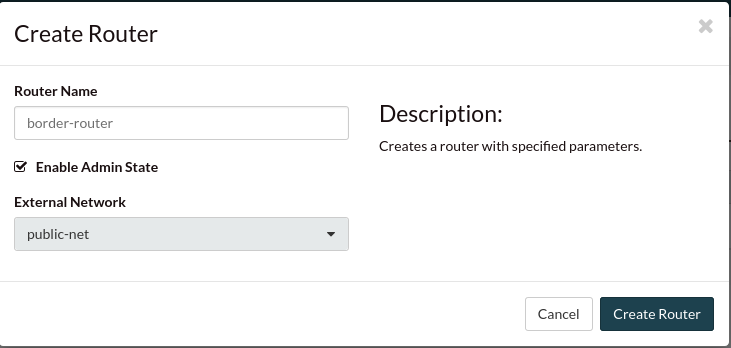 Create Router
Router Name
border-router
Enable Admin State
External Network
public-net
Description:
Creates a router with specified parameters.
Cancel
Create Router